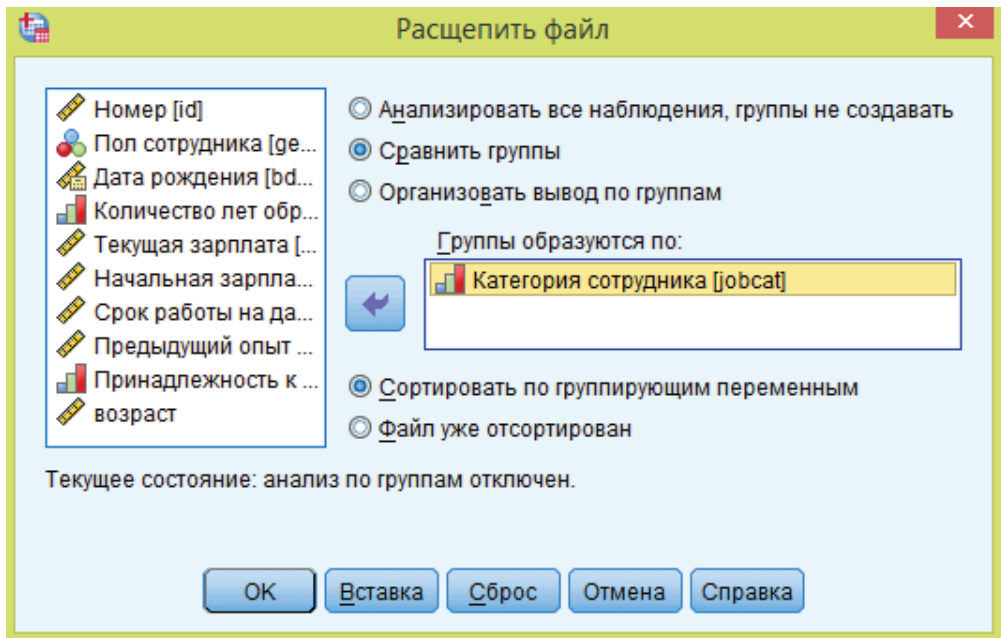 Расщепить файл
Номер [id]
Пол сотрудника [ge...
Дата рождения [bd...
Количество лет обр...
Текущая зарплата [...
Начальная зарпла...
Срок работы на да...
Предыдущий опыт ...
Принадлежность к ...
возраст
Анализировать все наблюдения, группы не создавать
Сравнить группы
Организовать вывод по группам
Группы образуются по:
Категория сотрудника [jobcat]
Сортировать по группирующим переменным
Файл уже отсортирован
Текущее состояние: анализ по группам отключен.
OK
Вставка
Сброс
Отмена
Справка